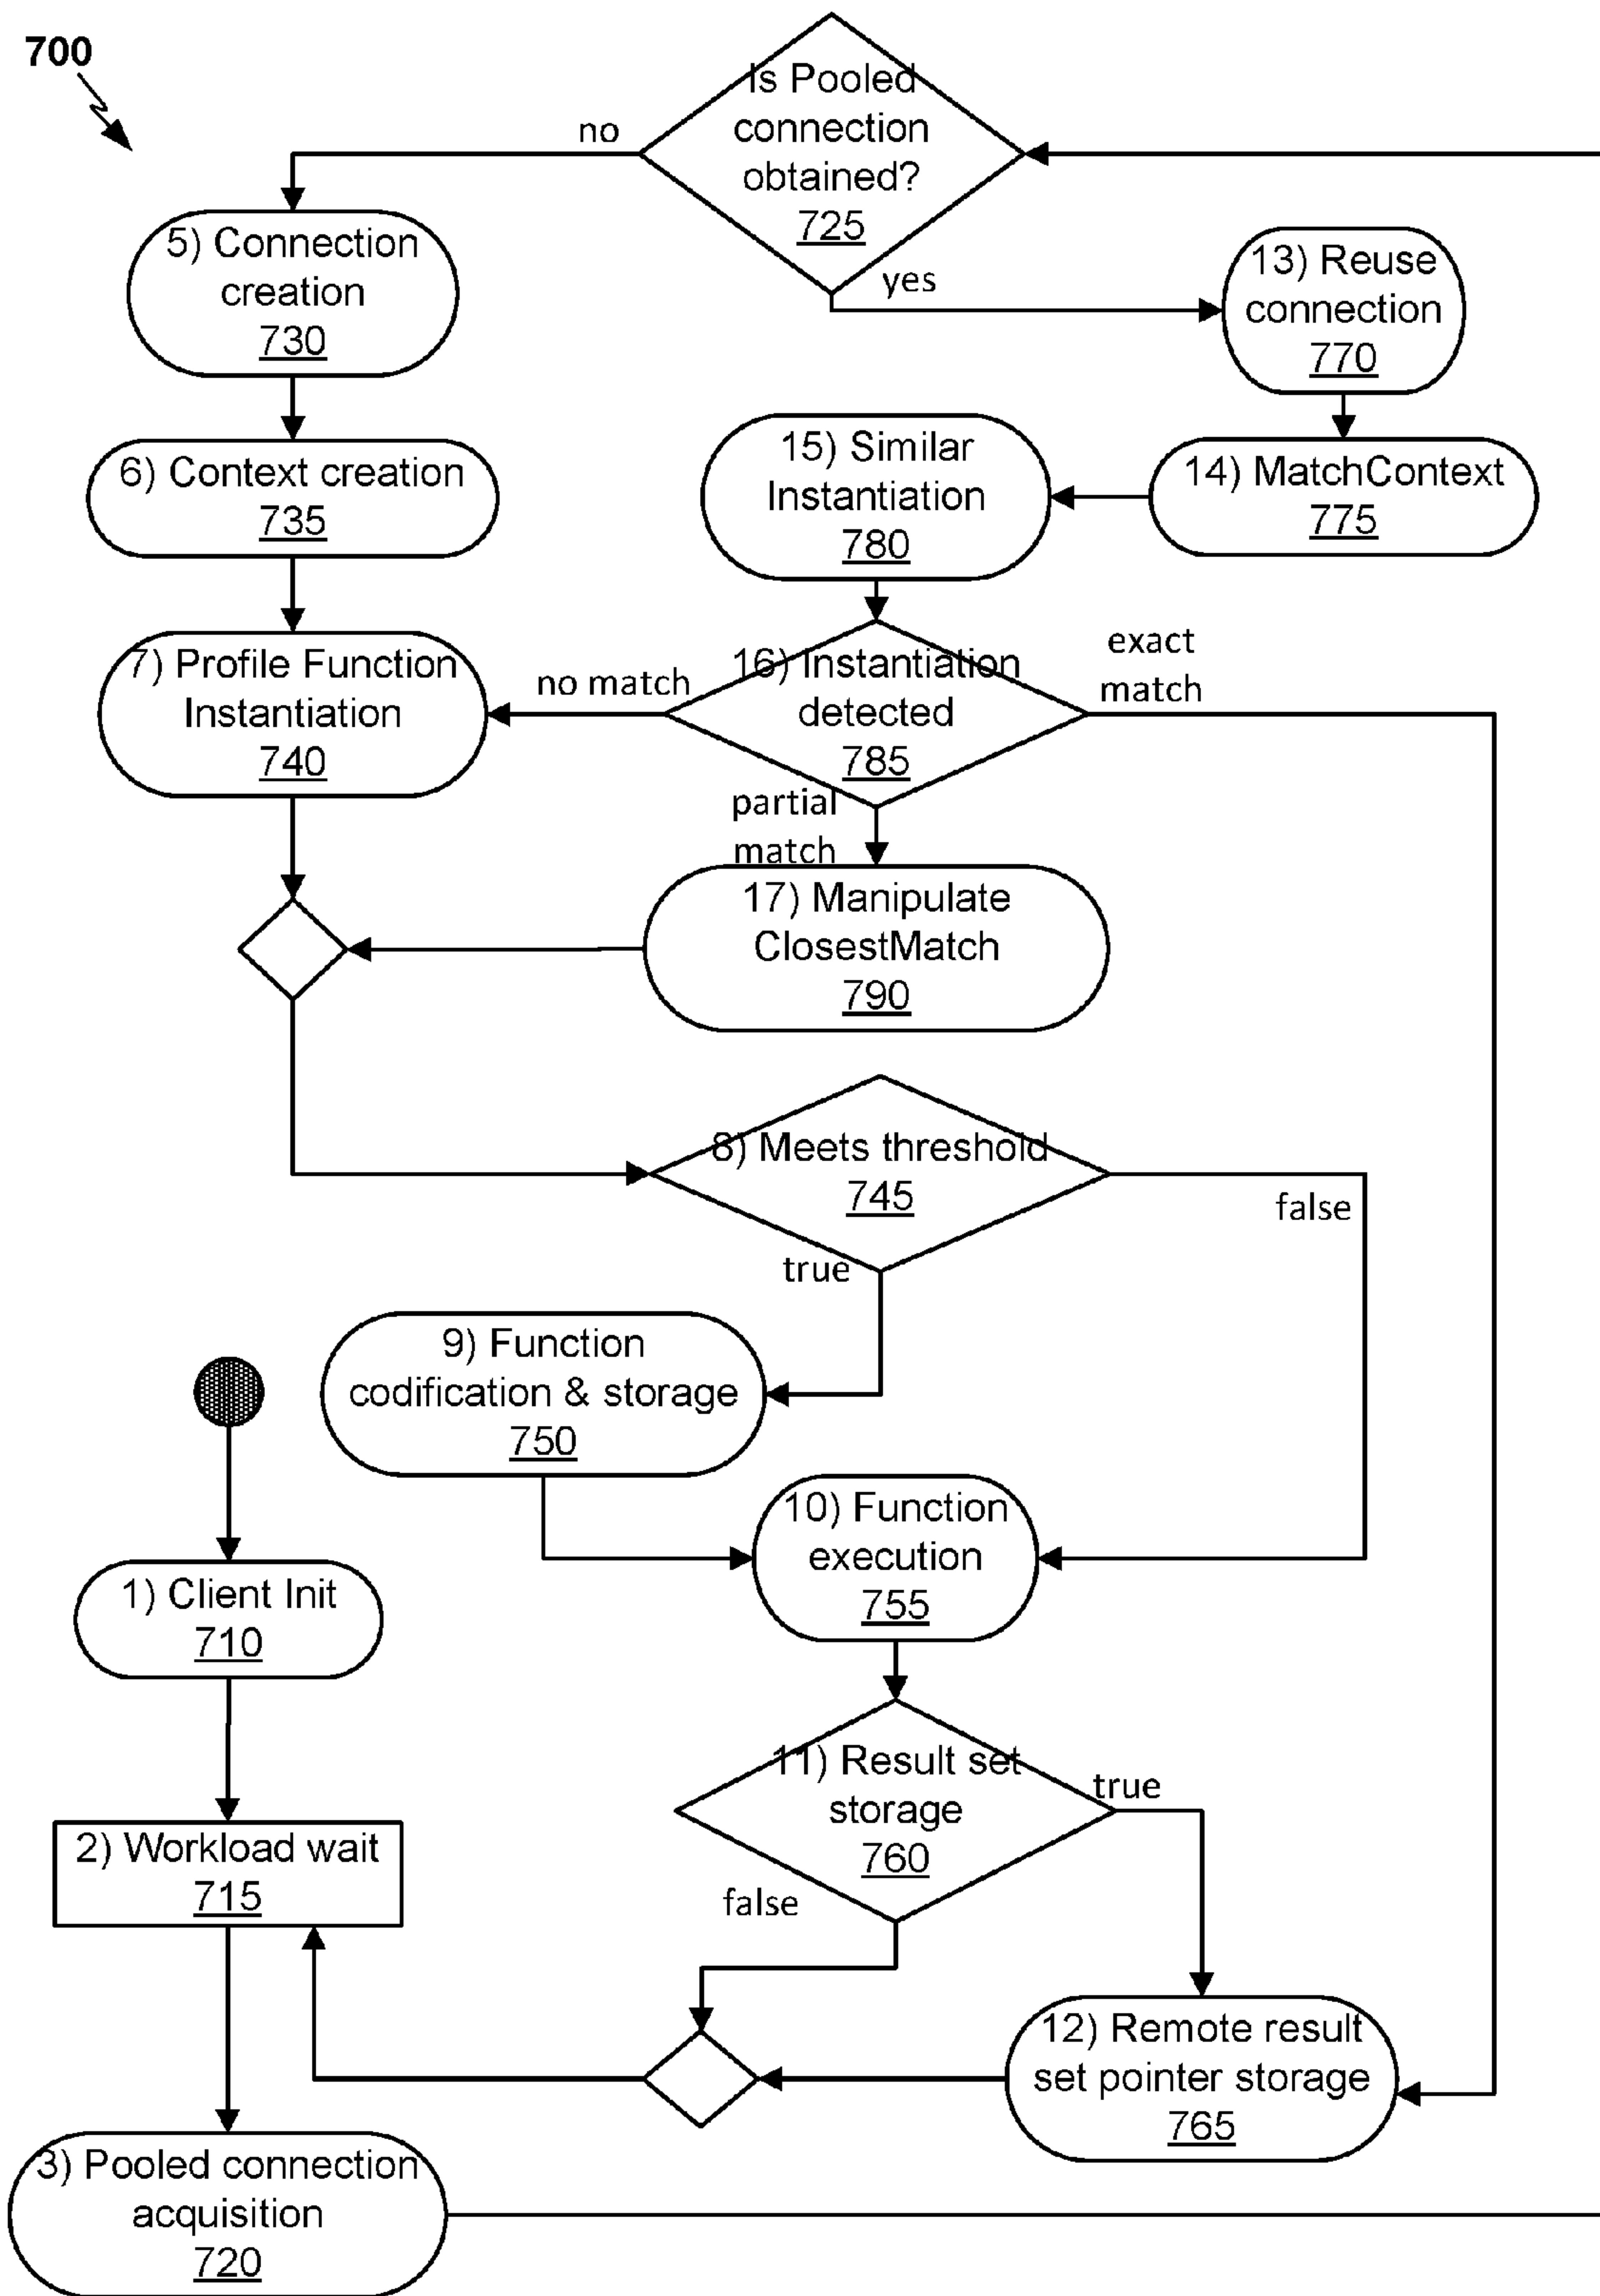 700
Is Pooled
connection
obtained?
725
no
yes
5) Connection
creation
730
13) Reuse
connection
770
6) Context creation
735
15) Similar
Instantiation
780
14) MatchContext
775
7) Profile Function
Instantiation
740
no match
16) Instantiation
detected
785
exact
match
partial
match
17) Manipulate
ClosestMatch
790
8) Meets threshold
745
false
true
9) Function
codification & storage
750
10) Function
execution
755
1) Client Init
710
11) Result set
storage
760
true
false
2) Workload wait
715
12) Remote result
set pointer storage
765
3) Pooled connection
acquisition
720